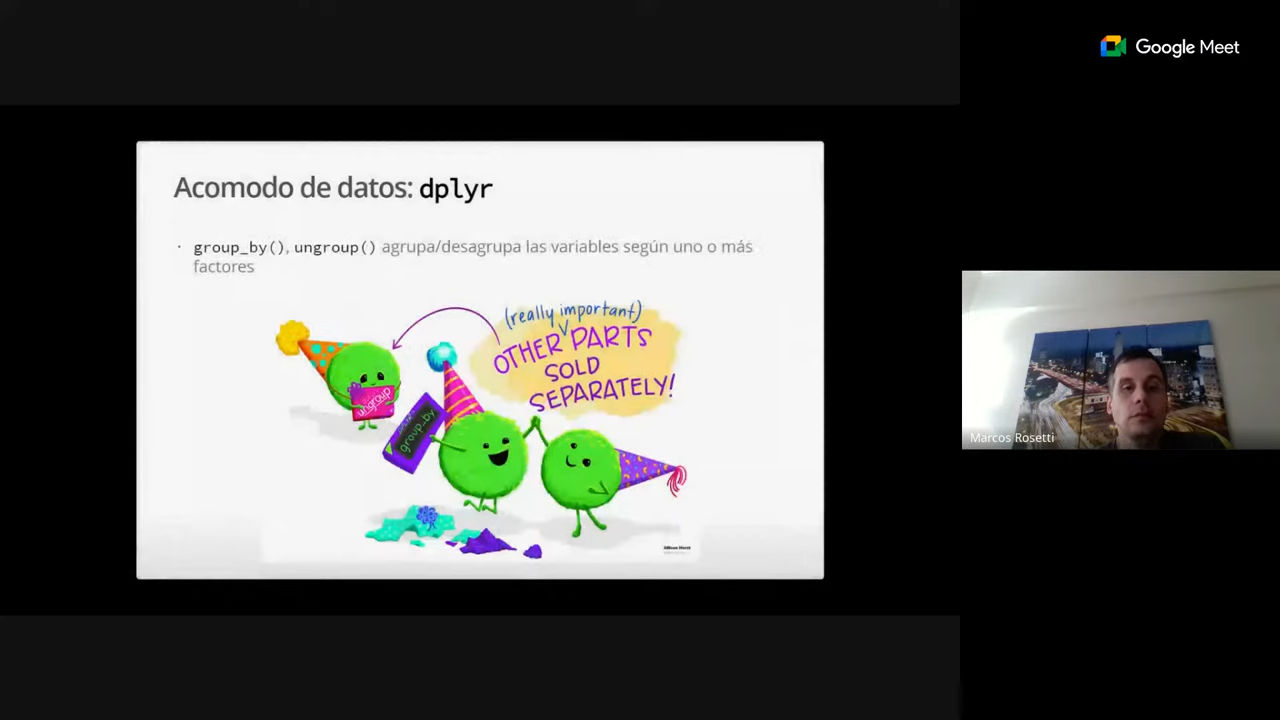 Google Meet
Acomodo de datos: dplyr
· group_by(), ungroup() agrupa/desagrupa las variables según uno o más
factores
(really important)
OTHER PARTS
SOLD
SEPARATELY!
ungroup
group_by
Marcos Rosetti